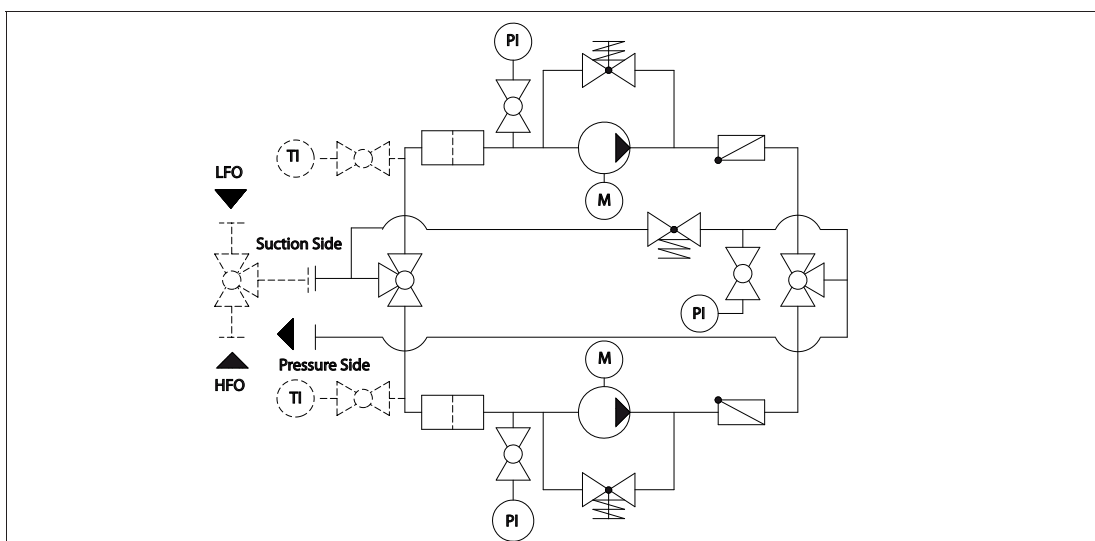 PI
TI
M
LFO
Suction Side
PI
M
Pressure Side
HFO
TI
PI